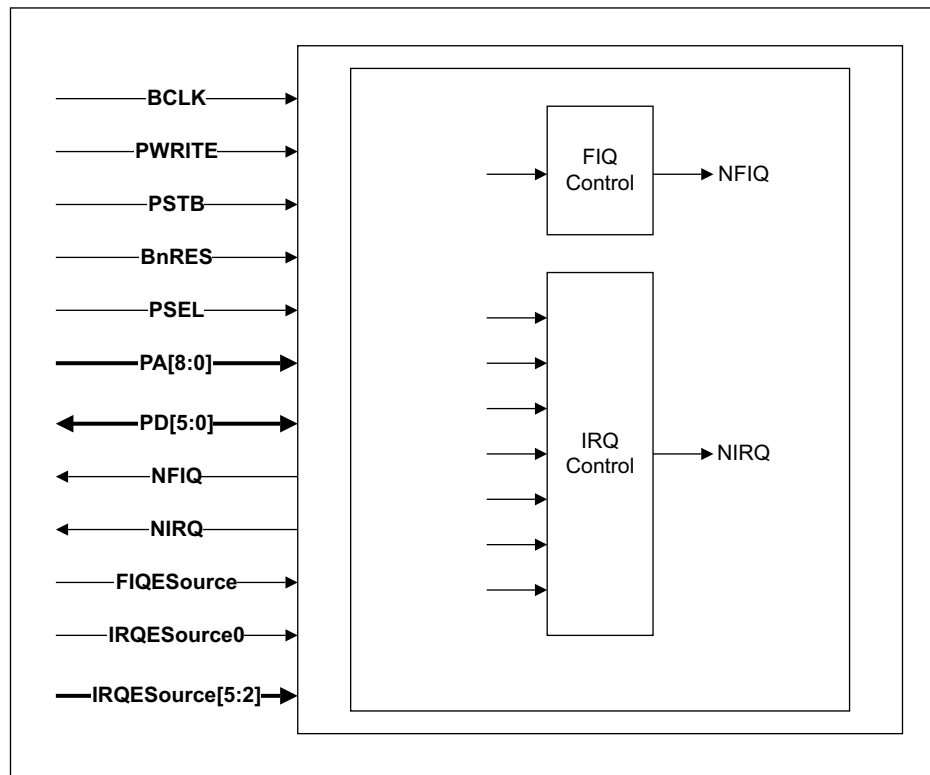 BCLK
PWRITE
PSTB
BnRES
PSEL
PA[8:0]
PD[5:0]
NFIQ
NIRQ
FIQESource
IRQESource0
IRQESource[5:2]
FIQ
Control
NFIQ
IRQ
Control
NIRQ